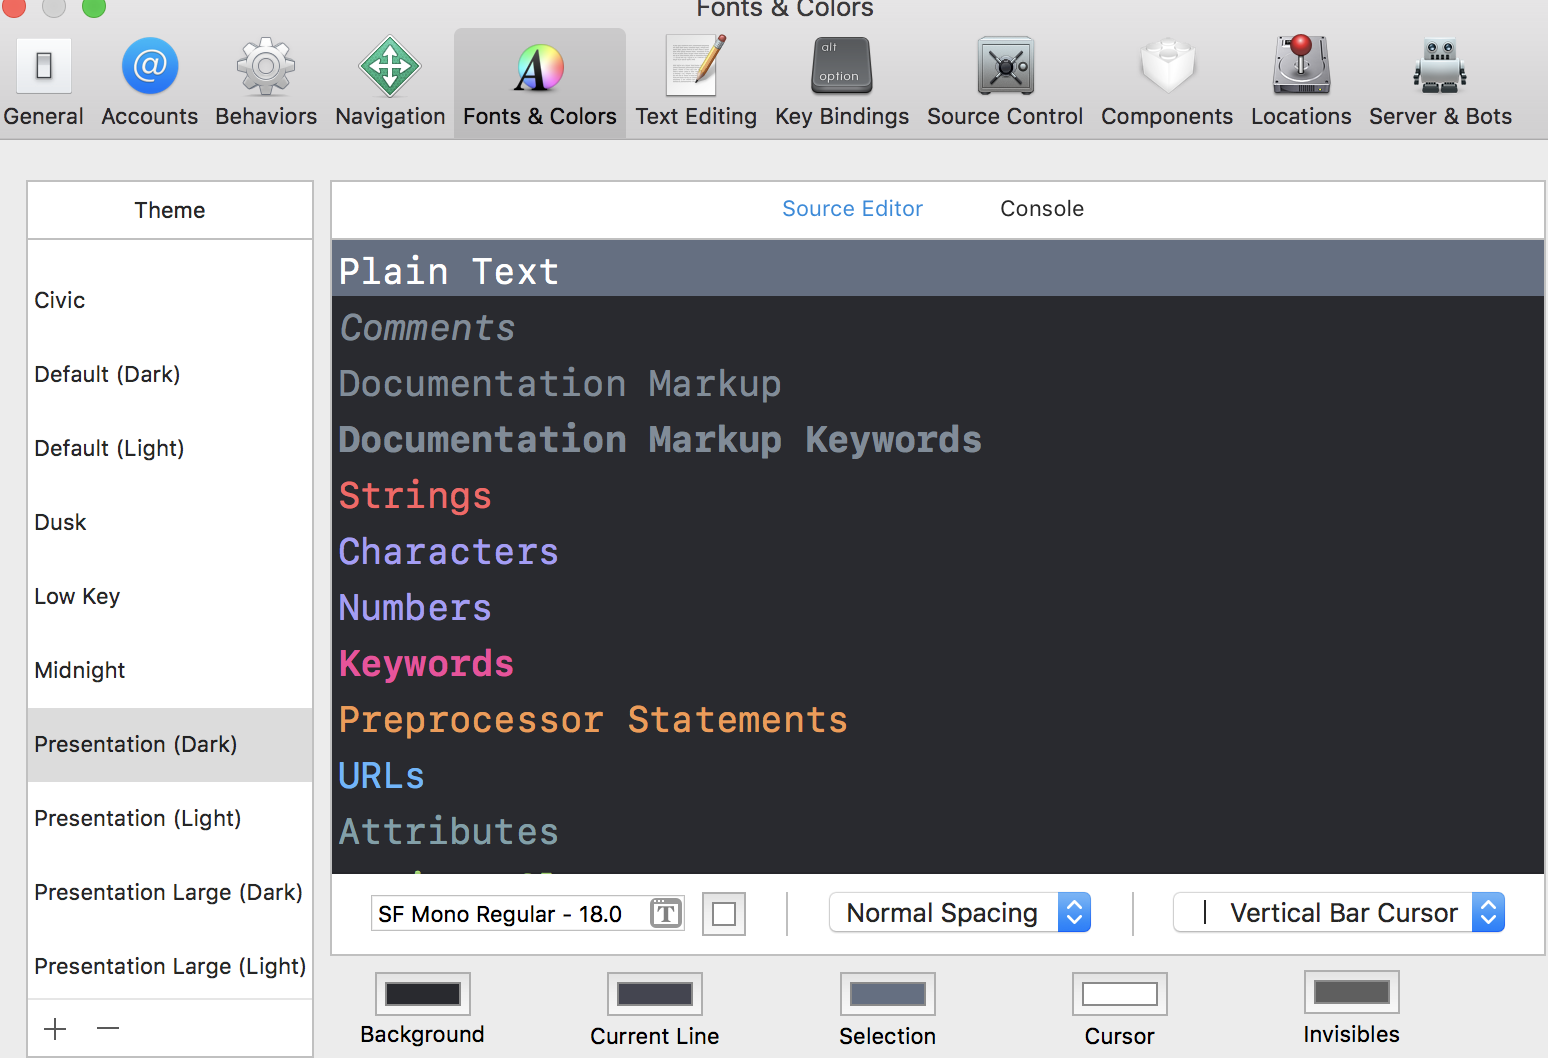 Fonts & Colors
@
alt
option
General Accounts Behaviors Navigation Fonts & Colors Text Editing Key Bindings Source Control Components Locations Server & Bots
Theme
Civic
Default (Dark)
Default (Light)
Dusk
Low Key
Midnight
Presentation (Dark)
Presentation (Light)
Presentation Large (Dark)
Presentation Large (Light)
Source Editor Console
Plain Text
Comments
Documentation Markup
Documentation Markup Keywords
Strings
Characters
Numbers
Keywords
Preprocessor Statements
URLs
Attributes
SF Mono Regular - 18.0 T Normal Spacing Vertical Bar Cursor
Background Current Line Selection Cursor Invisibles